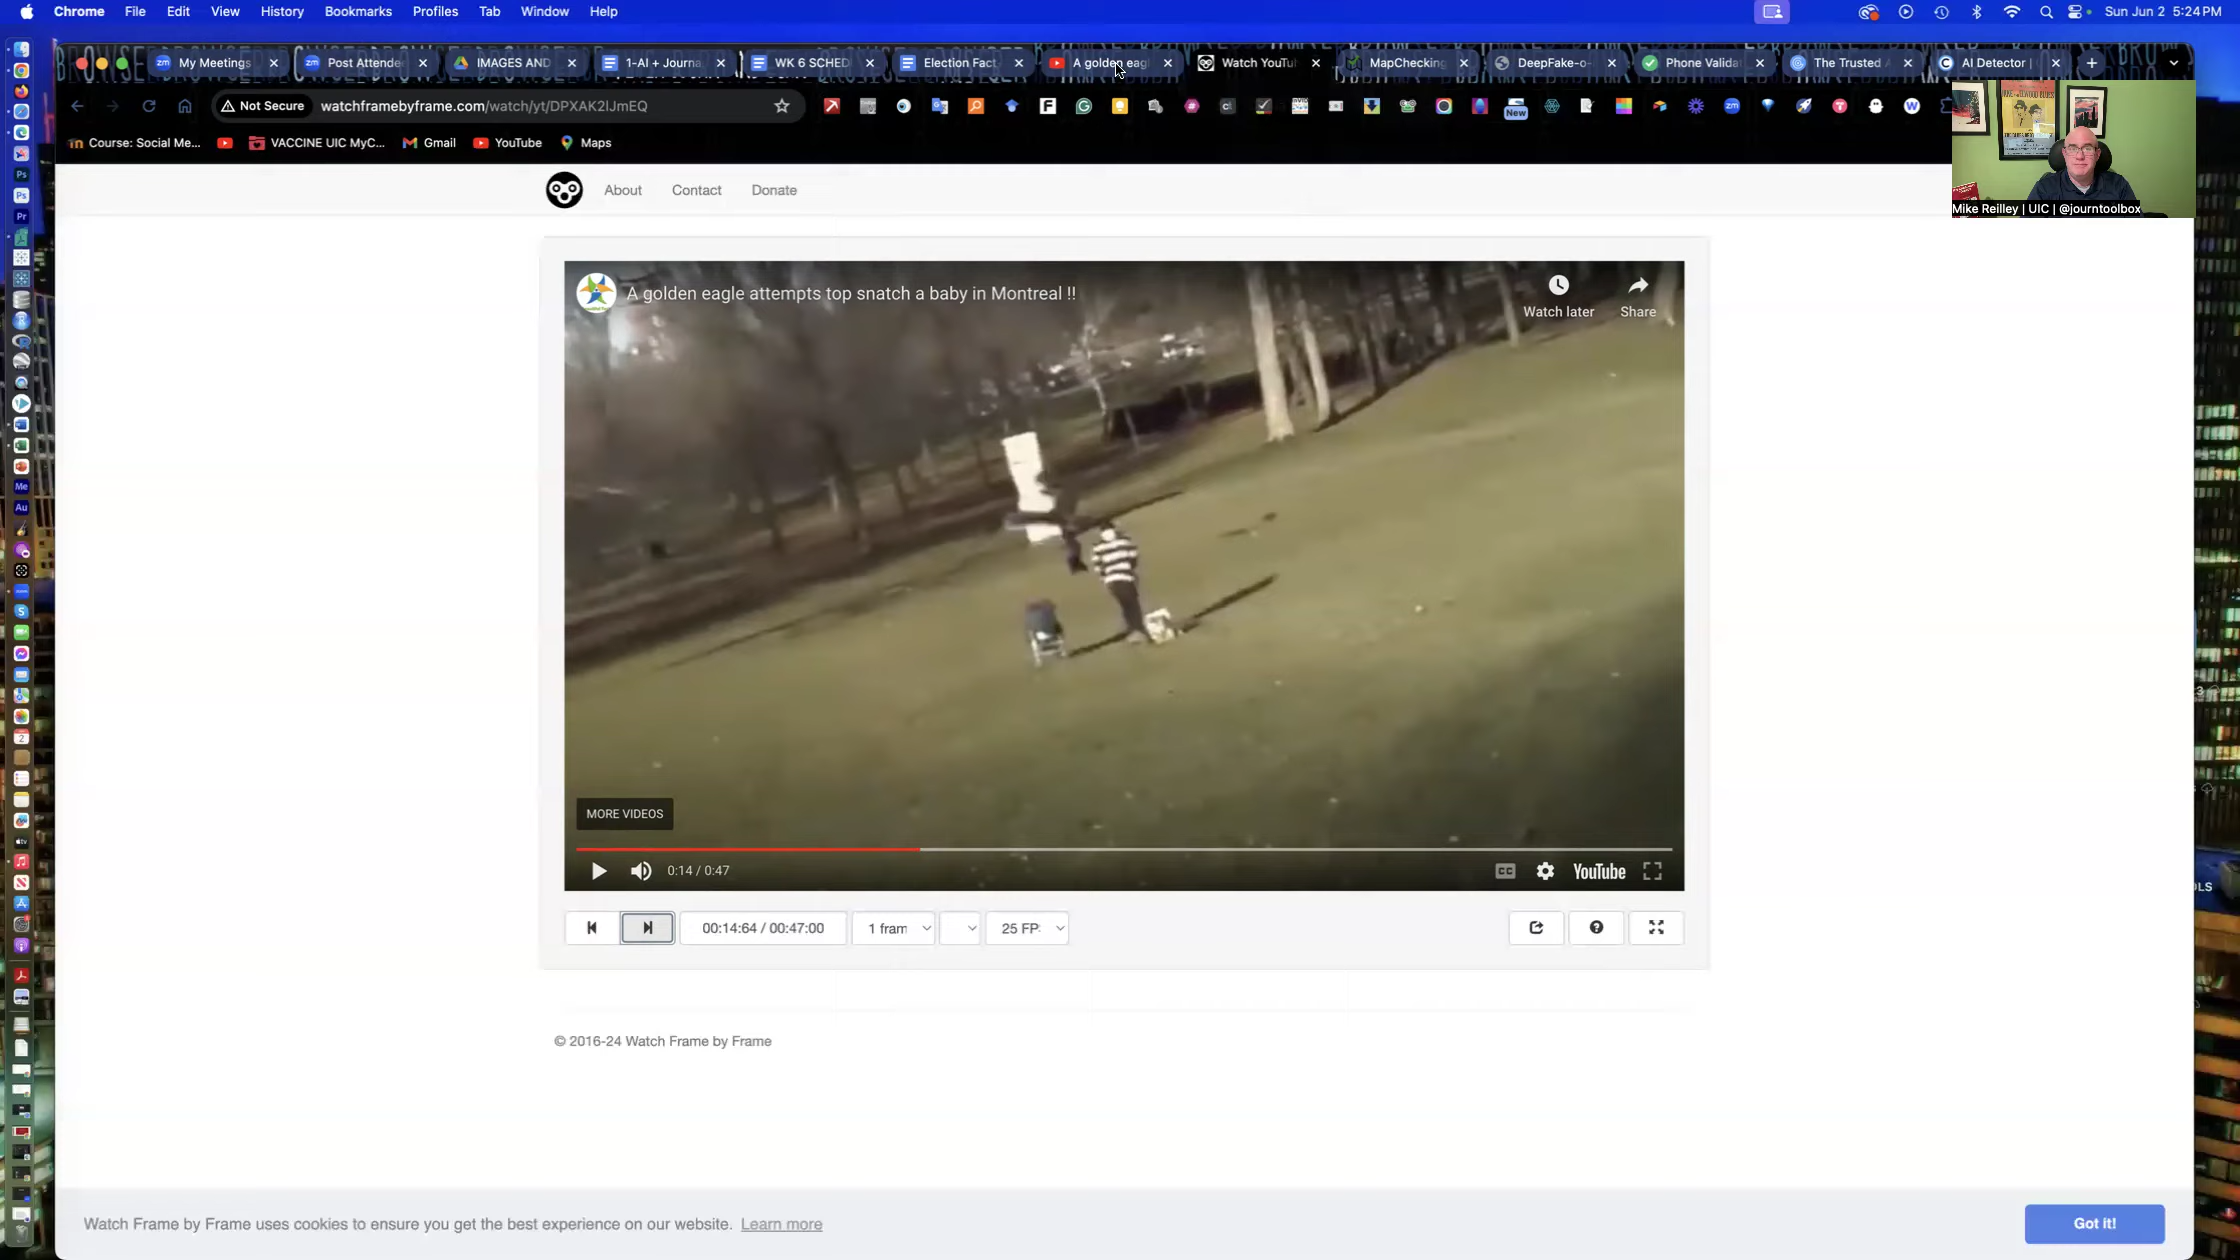 Chrome File Edit View History Bookmarks Profiles Tab Window Help Sun Jun 2 5:24 PM
My Meetings Post Attende IMAGES AND 1-AI + Journa WK 6 SCHED Election Fact A golden eagl Watch YouTu MapChecking DeepFake-o- Phone Valida The Trusted AI Detector |
Not Secure watchframebyframe.com/watch/yt/DPXAK2IJmEQ New
Course: Social Me... VACCINE UIC MyC... Gmail YouTube Maps
Mike Reilley | UIC | @journtoolbox
About Contact Donate
A golden eagle attempts top snatch a baby in Montreal !!
Watch later Share
MORE VIDEOS
0:14 / 0:47 CC YouTube
00:14:64 / 00:47:00 1 fram 25 FP
© 2016-24 Watch Frame by Frame
Watch Frame by Frame uses cookies to ensure you get the best experience on our website. Learn more Got it!